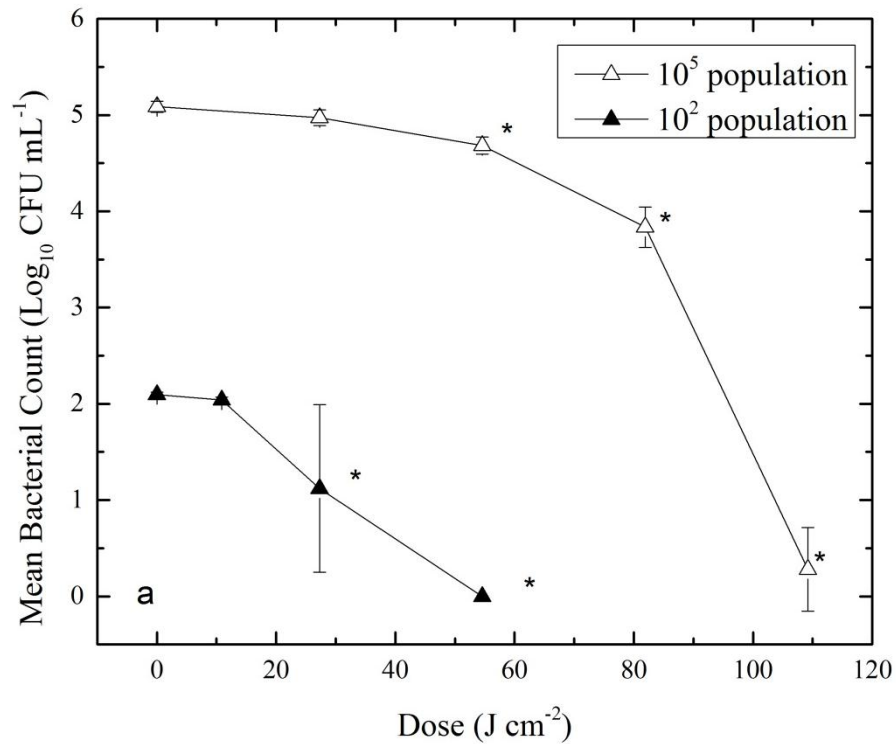 6
5
4
3
2
1
0
Mean Bacterial Count (Log₁₀ CFU mL⁻¹)
10⁵ population
10² population
*
*
*
*
*
a
0 20 40 60 80 100 120
Dose (J cm⁻²)